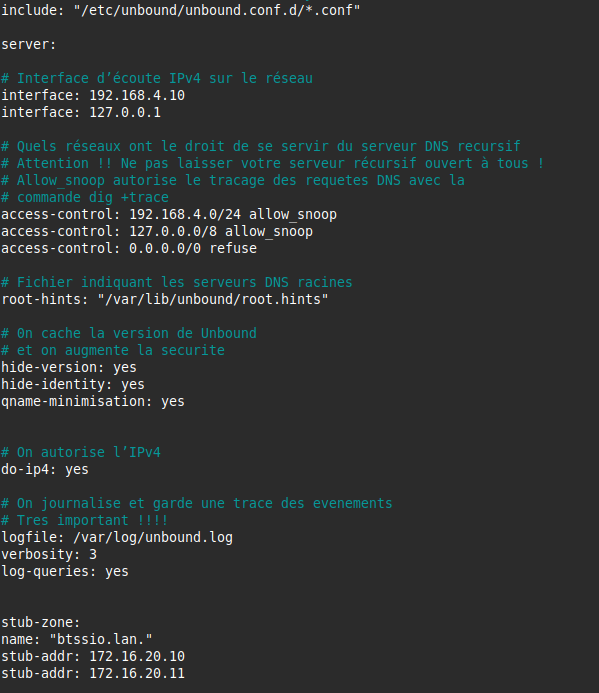 include: "/etc/unbound/unbound.conf.d/*.conf"
server:
# Interface d’écoute IPv4 sur le réseau
interface: 192.168.4.10
interface: 127.0.0.1
# Quels réseaux ont le droit de se servir du serveur DNS recursif
# Attention !! Ne pas laisser votre serveur récursif ouvert à tous !
# Allow_snoop autorise le tracage des requetes DNS avec la
# commande dig +trace
access-control: 192.168.4.0/24 allow_snoop
access-control: 127.0.0.0/8 allow_snoop
access-control: 0.0.0.0/0 refuse
# Fichier indiquant les serveurs DNS racines
root-hints: "/var/lib/unbound/root.hints"
# 0n cache la version de Unbound
# et on augmente la securite
hide-version: yes
hide-identity: yes
qname-minimisation: yes
# On autorise l’IPv4
do-ip4: yes
# On journalise et garde une trace des evenements
# Tres important !!!!
logfile: /var/log/unbound.log
verbosity: 3
log-queries: yes
stub-zone:
name: "btssio.lan."
stub-addr: 172.16.20.10
stub-addr: 172.16.20.11